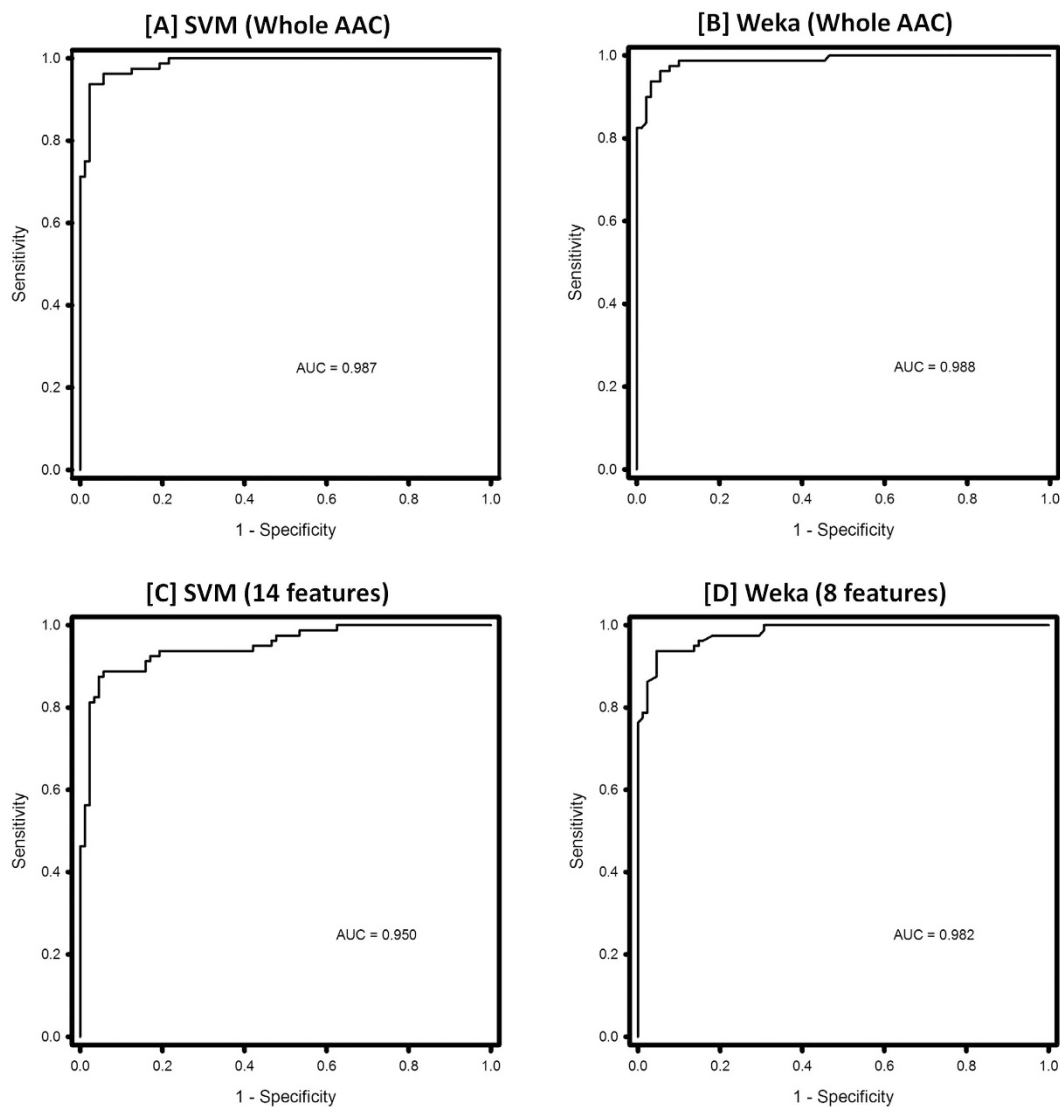 [A] SVM (Whole AAC)
1.0
0.8
0.6
0.4
0.2
0.0
Sensitivity
AUC = 0.987
0.0 0.2 0.4 0.6 0.8 1.0
1 - Specificity
[B] Weka (Whole AAC)
1.0
0.8
0.6
0.4
0.2
0.0
Sensitivity
AUC = 0.988
0.0 0.2 0.4 0.6 0.8 1.0
1 - Specificity
[C] SVM (14 features)
1.0
0.8
0.6
0.4
0.2
0.0
Sensitivity
AUC = 0.950
0.0 0.2 0.4 0.6 0.8 1.0
1 - Specificity
[D] Weka (8 features)
1.0
0.8
0.6
0.4
0.2
0.0
Sensitivity
AUC = 0.982
0.0 0.2 0.4 0.6 0.8 1.0
1 - Specificity